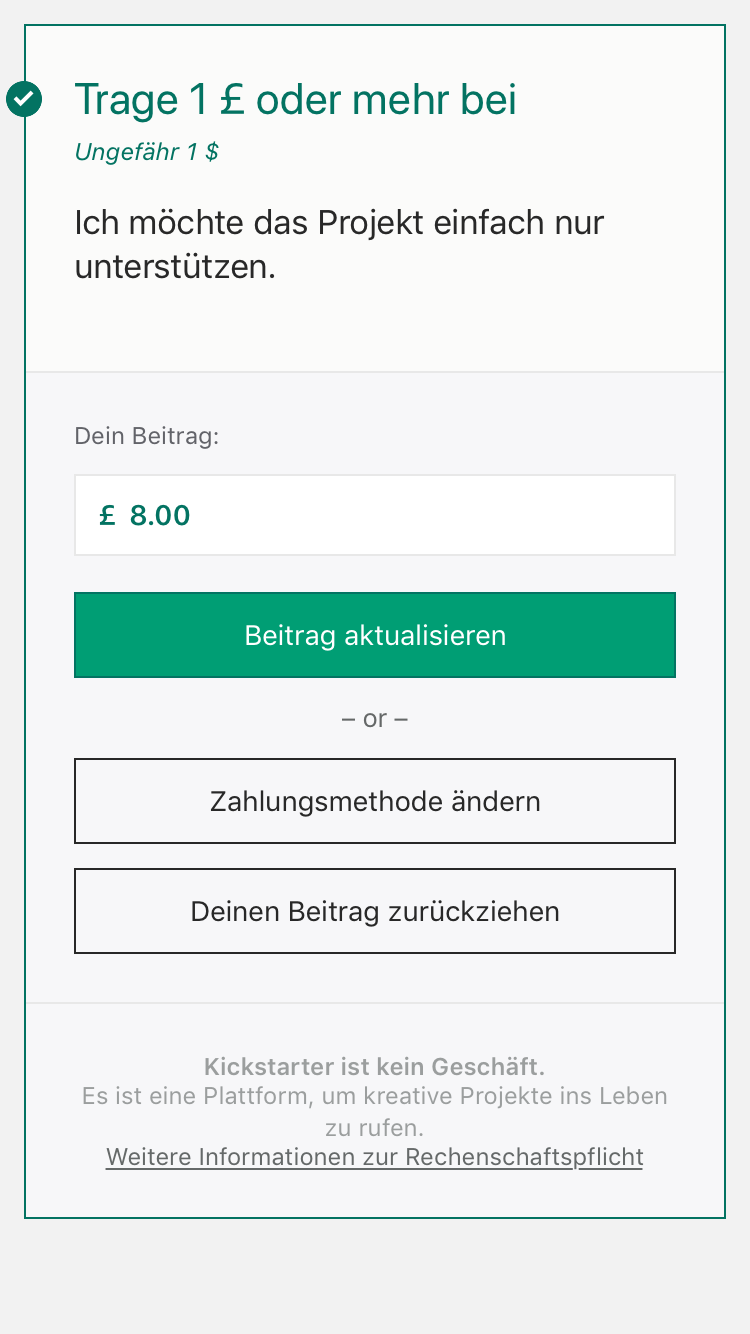 Trage 1 £ oder mehr bei
Ungefähr 1 $
Ich möchte das Projekt einfach nur
unterstützen.
Dein Beitrag:
£ 8.00
Beitrag aktualisieren
– or –
Zahlungsmethode ändern
Deinen Beitrag zurückziehen
Kickstarter ist kein Geschäft.
Es ist eine Plattform, um kreative Projekte ins Leben
zu rufen.
Weitere Informationen zur Rechenschaftspflicht